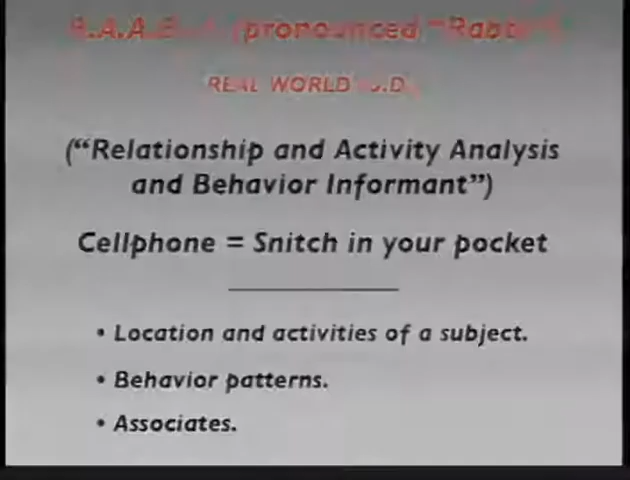 (pronounced
REAL WORLD
(“Relationship and Activity Analysis
and Behavior Informant”)
Cellphone = Snitch in your pocket
• Location and activities of a subject.
• Behavior patterns.
• Associates.